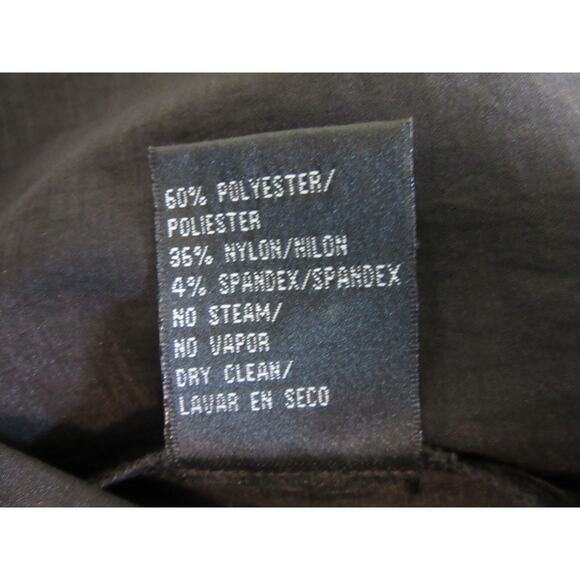 60% POLYESTER/
POLIESTER
36% NYLON/NILON
4% SPANDEX/SPANDEX
NO STEAM/
NO VAPOR
DRY CLEAN/
LAVAR EN SECO